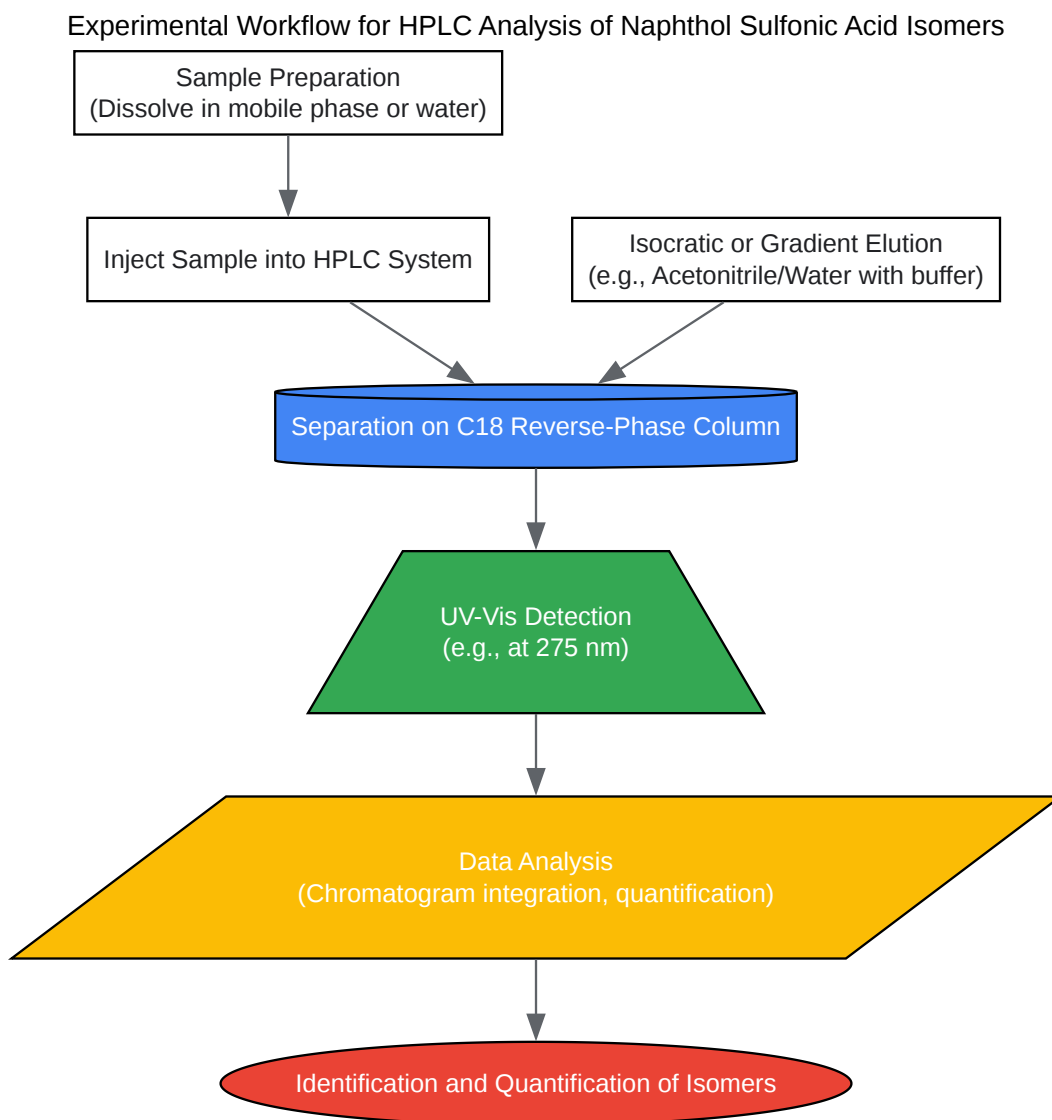 Experimental Workflow for HPLC Analysis of Naphthol Sulfonic Acid Isomers
Sample Preparation
(Dissolve in mobile phase or water)
Inject Sample into HPLC System
Isocratic or Gradient Elution
(e.g., Acetonitrile/Water with buffer)
Separation on C18 Reverse-Phase Column
UV-Vis Detection
(e.g., at 275 nm)
Data Analysis
(Chromatogram integration, quantification)
Identification and Quantification of Isomers